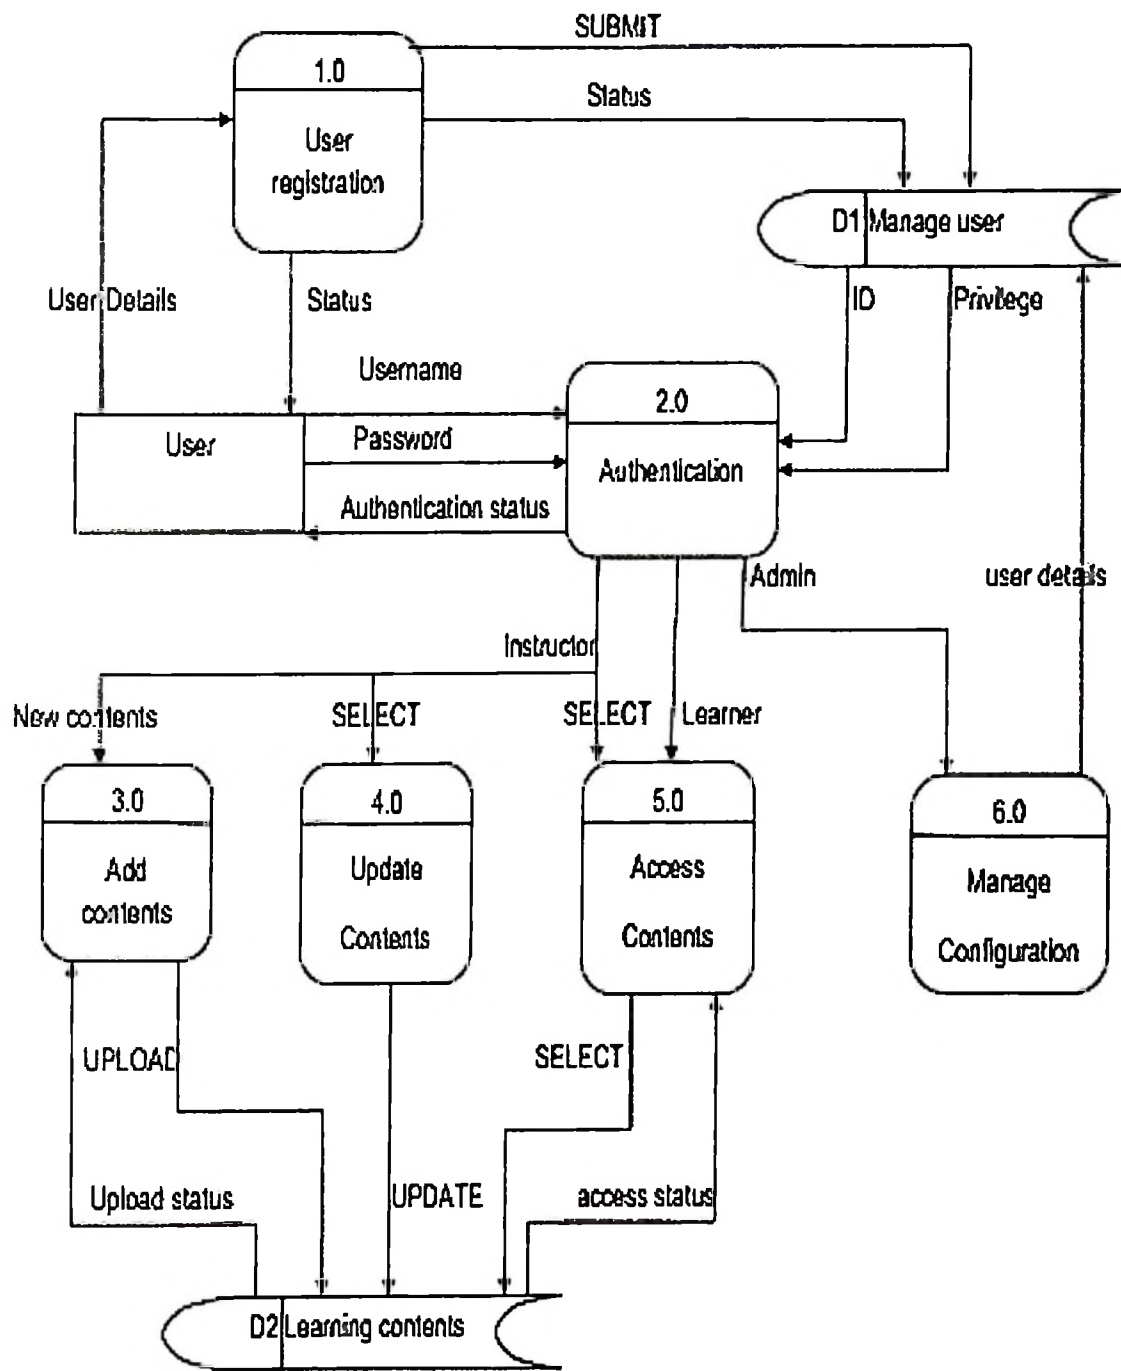 SUBMIT
1.0
Status
User
registration
D1 Manage user
User Details
Status
ID
Privilege
Username
2.0
User
Password
Authentication
Authentication status
Admin
user details
Instructor
New contents
SELECT
SELECT
Learner
3.0
4.0
5.0
6.0
Add
contents
Update
Contents
Access
Contents
Manage
Configuration
UPLOAD
SELECT
Upload status
UPDATE
access status
D2 Learning contents